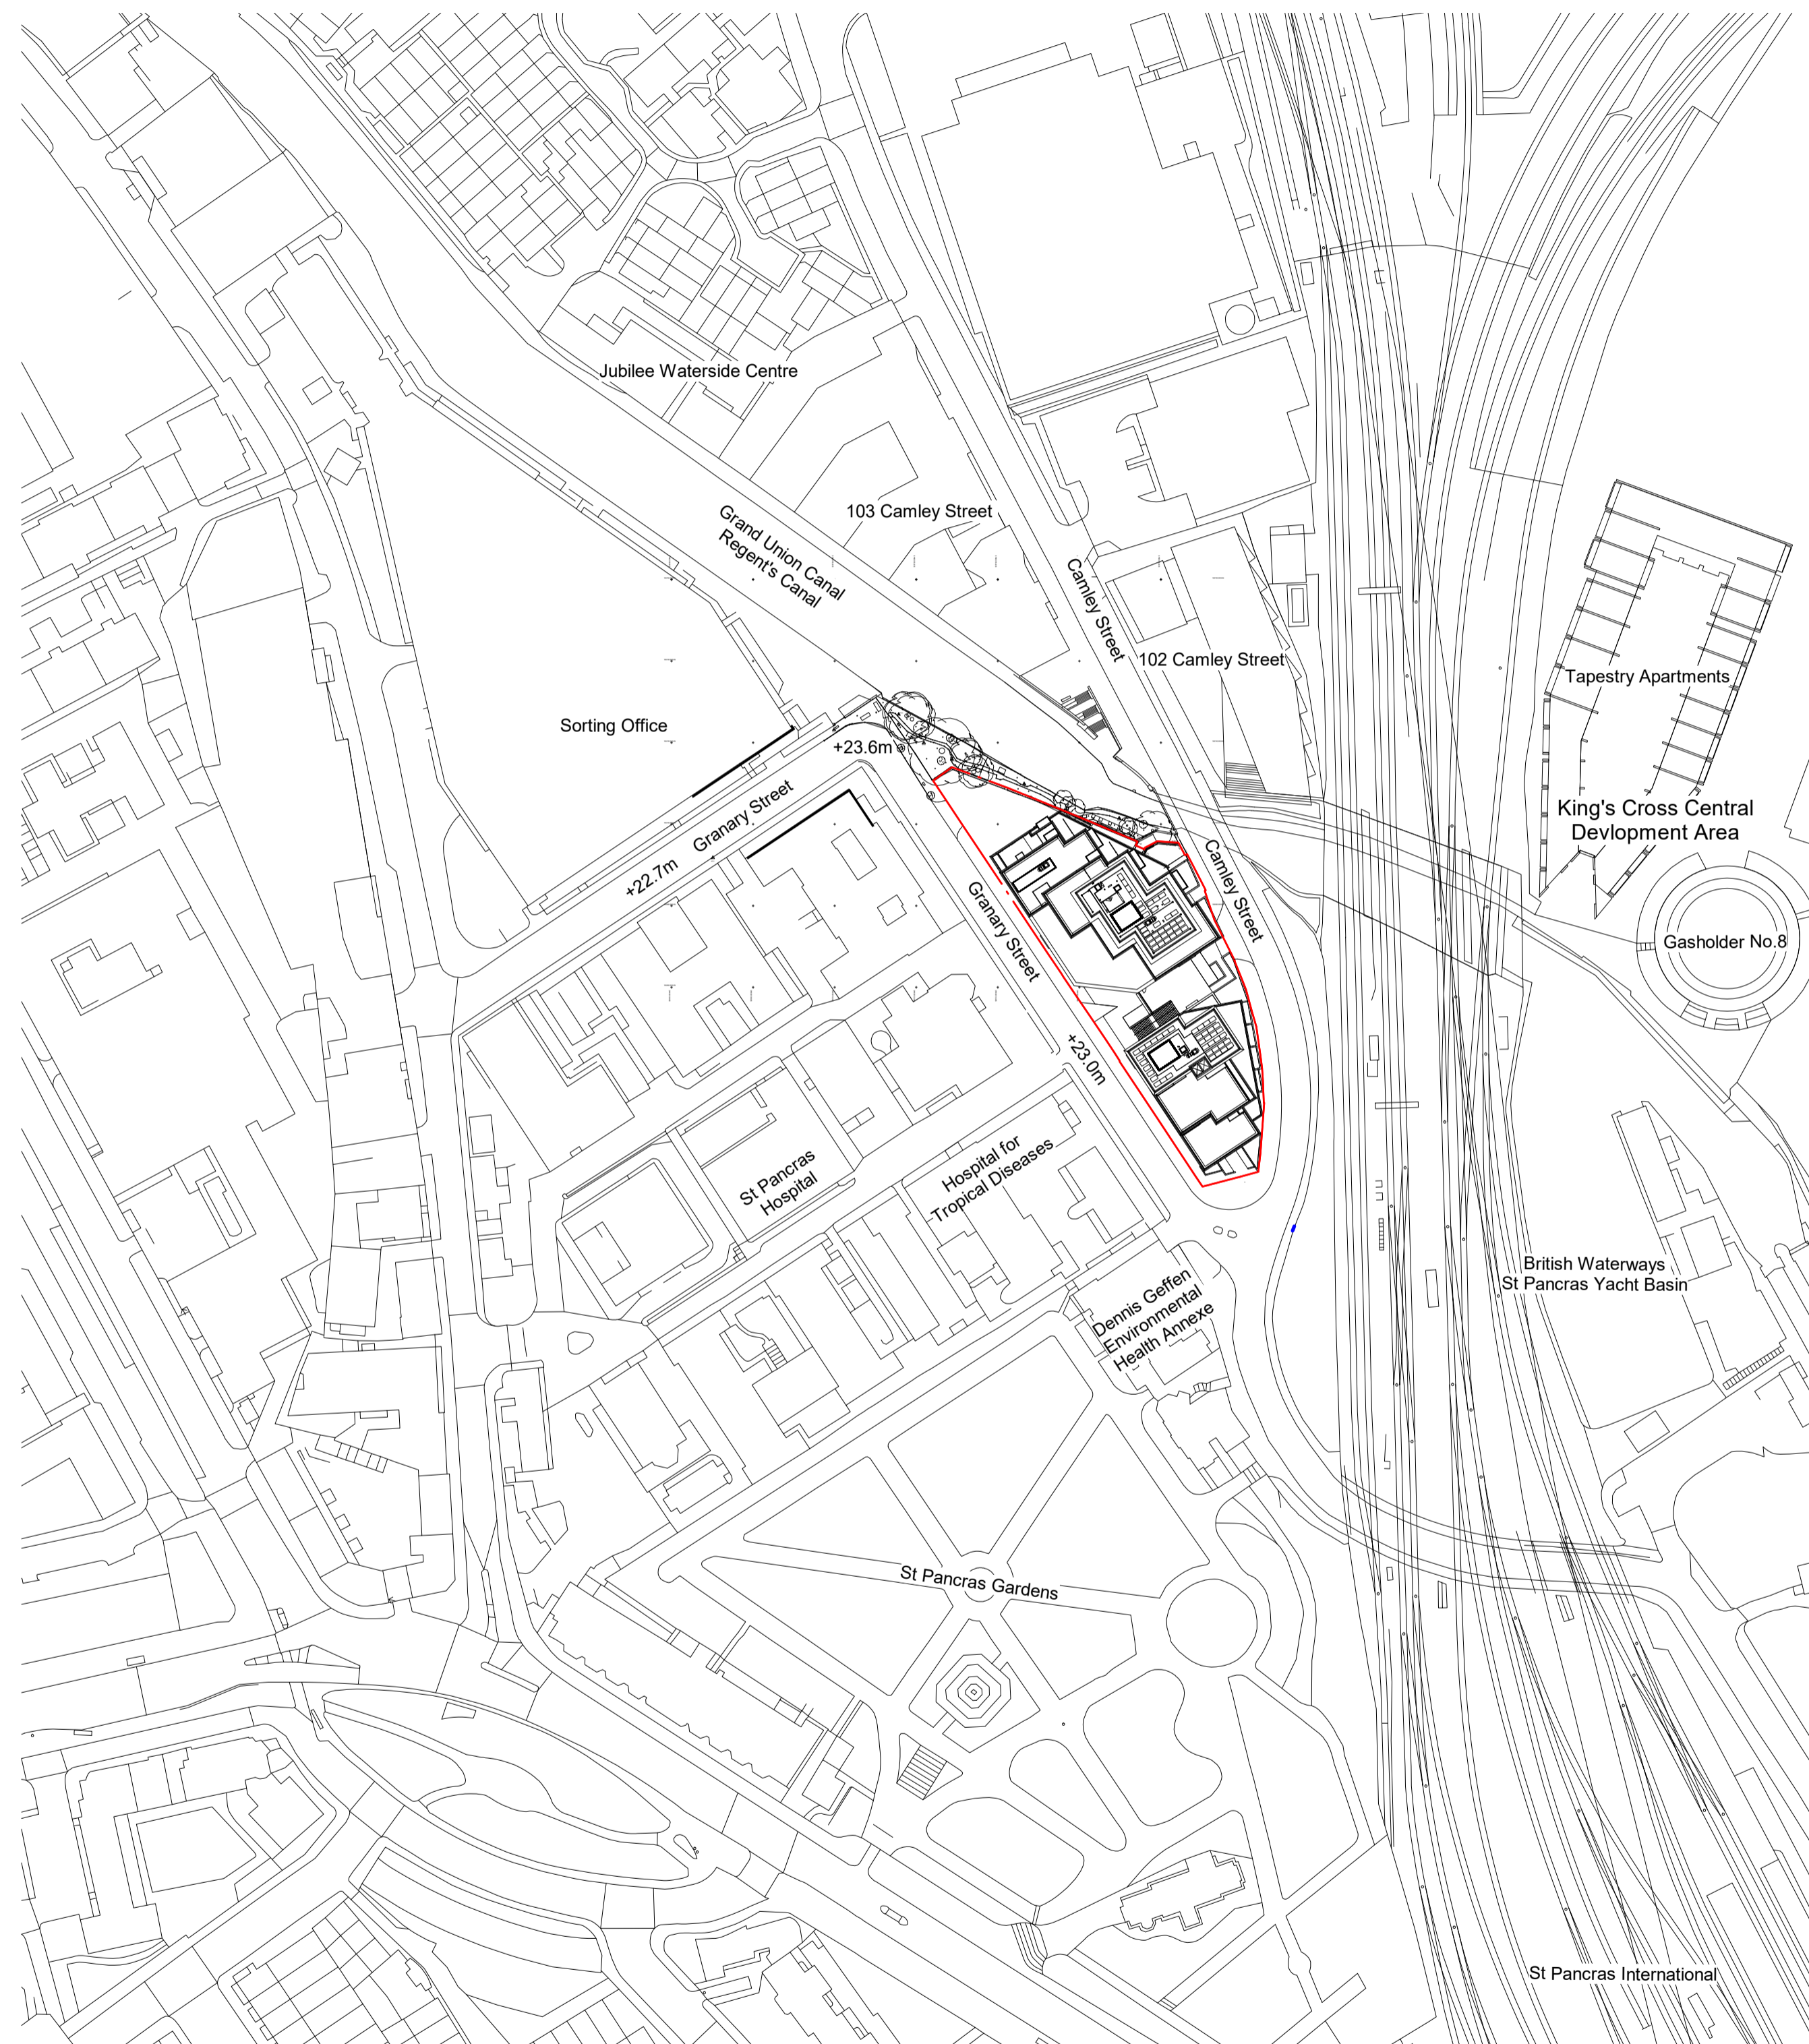 Jubilee Waterside Centre
103 Camley Street
Grand Union Canal
Regent's Canal
Camley Street
102 Camley Street
Tapestry Apartments
Sorting Office
+23.6m
Granary Street
+22.7m
King's Cross Central
Devlopment Area
Camley Street
Granary Street
Gasholder No.8
+23.0m
St Pancras
Hospital
Hospital for
Tropical Diseases
British Waterways
St Pancras Yacht Basin
Dennis Geffen
Environmental
Health Annexe
St Pancras Gardens
St Pancras International